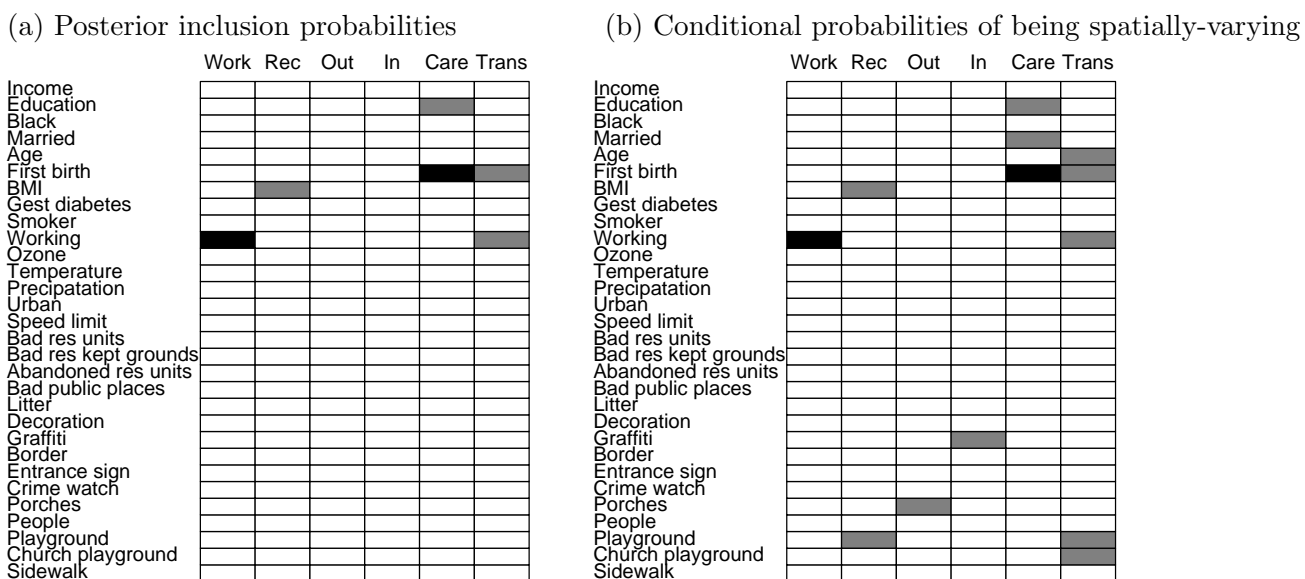 (a) Posterior inclusion probabilities
Work Rec Out In Care Trans
Income
Education
Black
Married
Age
First birth
BMI
Gest diabetes
Smoker
Working
Ozone
Temperature
Precipatation
Urban
Speed limit
Bad res units
Bad res kept grounds
Abandoned res units
Bad public places
Litter
Decoration
Graffiti
Border
Entrance sign
Crime watch
Porches
People
Playground
Church playground
Sidewalk
(b) Conditional probabilities of being spatially-varying
Work Rec Out In Care Trans
Income
Education
Black
Married
Age
First birth
BMI
Gest diabetes
Smoker
Working
Ozone
Temperature
Precipatation
Urban
Speed limit
Bad res units
Bad res kept grounds
Abandoned res units
Bad public places
Litter
Decoration
Graffiti
Border
Entrance sign
Crime watch
Porches
People
Playground
Church playground
Sidewalk